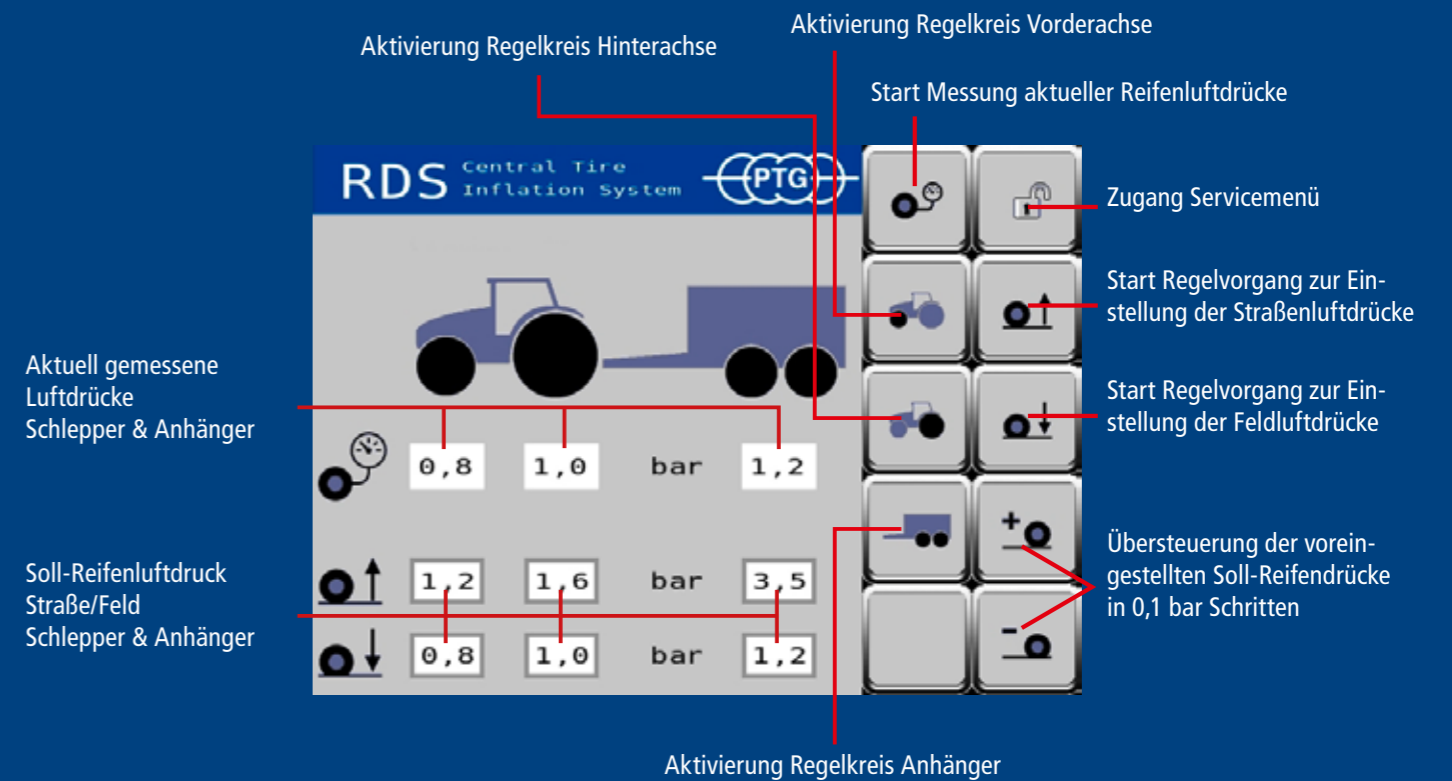 Aktivierung Regelkreis Vorderachse
Aktivierung Regelkreis Hinterachse
Start Messung aktueller Reifenluftdrücke
RDS Central Tire
Inflation System
PTG
Zugang Servicemenü
Start Regelvorgang zur Ein-
stellung der Straßenluftdrücke
Aktuell gemessene
Luftdrücke
Schlepper & Anhänger
Start Regelvorgang zur Ein-
stellung der Feldluftdrücke
0,8 1,0 bar 1,2
Soll-Reifenluftdruck
Straße/Feld
Schlepper & Anhänger
1,2 1,6 bar 3,5
0,8 1,0 bar 1,2
+
-
Übersteuerung der vorein-
gestellten Soll-Reifendrücke
in 0,1 bar Schritten
Aktivierung Regelkreis Anhänger